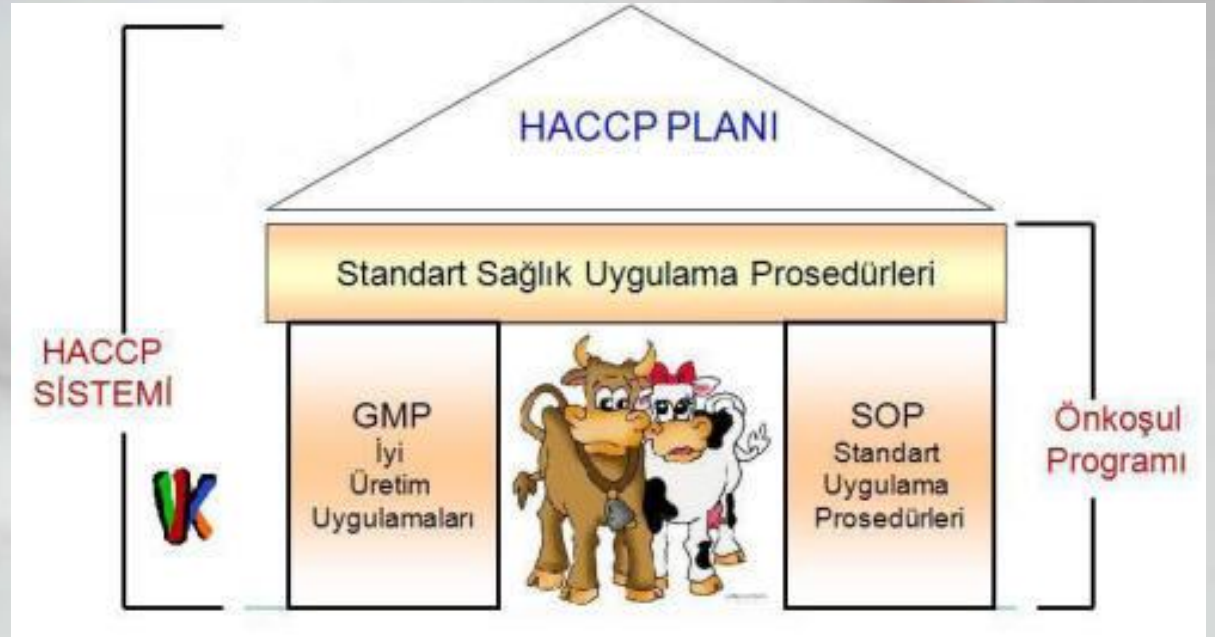 HACCP PLANI
Standart Sağlık Uygulama Prosedürleri
HACCP
SİSTEMİ
GMP
İyi
Üretim
Uygulamaları
SOP
Standart
Uygulama
Prosedürleri
Önkoşul
Programı
VK